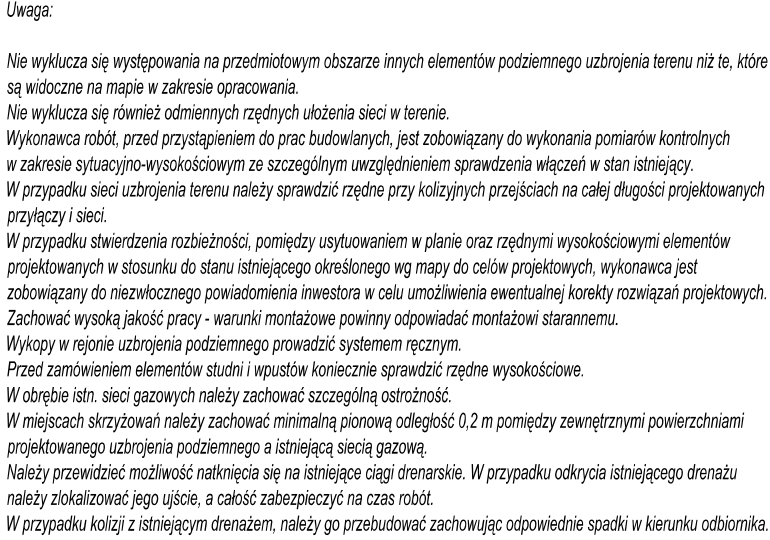 Uwaga:
Nie wyklucza się występowania na przedmiotowym obszarze innych elementów podziemnego uzbrojenia terenu niż te, które
są widoczne na mapie w zakresie opracowania.
Nie wyklucza się również odmiennych rzędnych ułożenia sieci w terenie.
Wykonawca robót, przed przystąpieniem do prac budowlanych, jest zobowiązany do wykonania pomiarów kontrolnych
w zakresie sytuacyjno-wysokościowym ze szczególnym uwzględnieniem sprawdzenia włączeń w stan istniejący.
W przypadku sieci uzbrojenia terenu należy sprawdzić rzędne przy kolizyjnych przejściach na całej długości projektowanych
przyłączy i sieci.
W przypadku stwierdzenia rozbieżności, pomiędzy usytuowaniem w planie oraz rzędnymi wysokościowymi elementów
projektowanych w stosunku do stanu istniejącego określonego wg mapy do celów projektowych, wykonawca jest
zobowiązany do niezwłocznego powiadomienia inwestora w celu umożliwienia ewentualnej korekty rozwiązań projektowych.
Zachować wysoką jakość pracy - warunki montażowe powinny odpowiadać montażowi starannemu.
Wykopy w rejonie uzbrojenia podziemnego prowadzić systemem ręcznym.
Przed zamówieniem elementów studni i wpustów koniecznie sprawdzić rzędne wysokościowe.
W obrębie istn. sieci gazowych należy zachować szczególną ostrożność.
W miejscach skrzyżowań należy zachować minimalną pionową odległość 0,2 m pomiędzy zewnętrznymi powierzchniami
projektowanego uzbrojenia podziemnego a istniejącą siecią gazową.
Należy przewidzieć możliwość natknięcia się na istniejące ciągi drenarskie. W przypadku odkrycia istniejącego drenażu
należy zlokalizować jego ujście, a całość zabezpieczyć na czas robót.
W przypadku kolizji z istniejącym drenażem, należy go przebudować zachowując odpowiednie spadki w kierunku odbiornika.